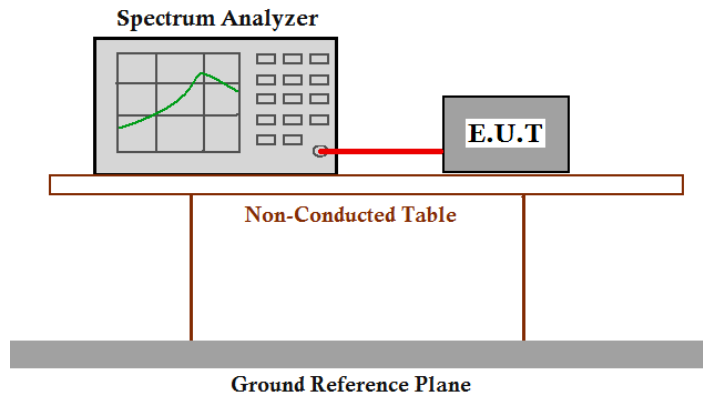 Spectrum Analyzer
E.U.T
Non-Conducted Table
Ground Reference Plane